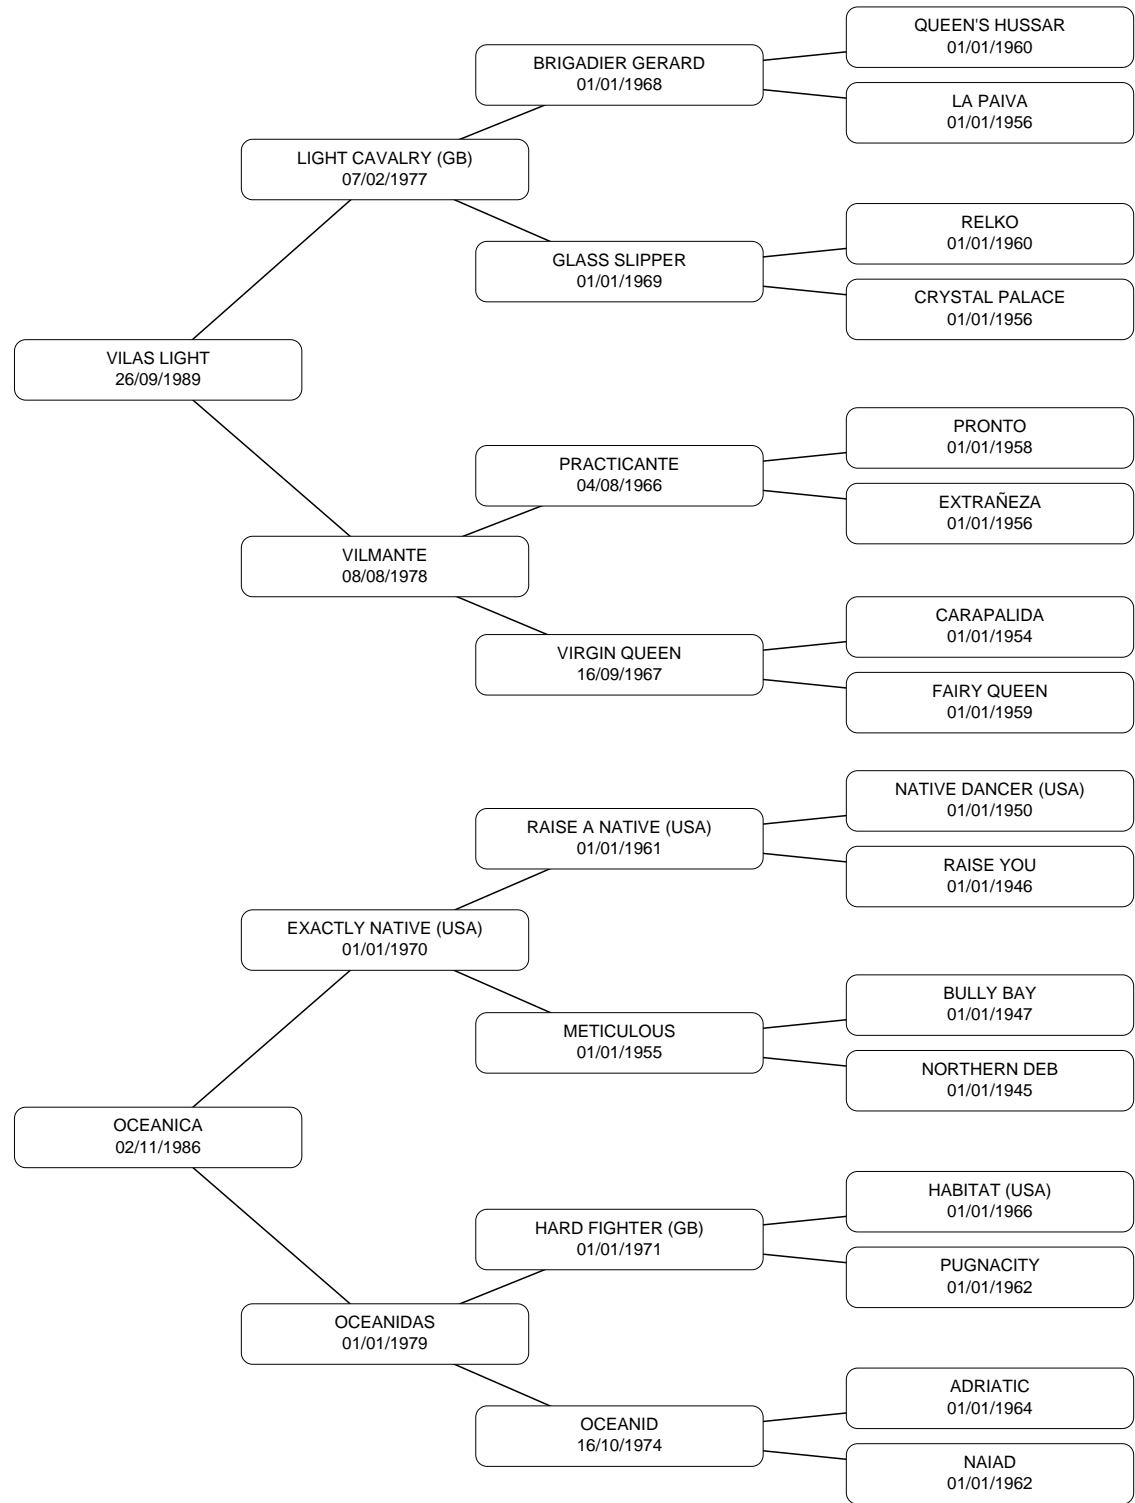 QUEEN'S HUSSAR
01/01/1960
BRIGADIER GERARD
01/01/1968
LA PAIVA
01/01/1956
LIGHT CAVALRY (GB)
07/02/1977
RELKO
01/01/1960
GLASS SLIPPER
01/01/1969
CRYSTAL PALACE
01/01/1956
VILAS LIGHT
26/09/1989
PRONTO
01/01/1958
PRACTICANTE
04/08/1966
EXTRAÑEZA
01/01/1956
VILMANTE
08/08/1978
CARAPALIDA
01/01/1954
VIRGIN QUEEN
16/09/1967
FAIRY QUEEN
01/01/1959
NATIVE DANCER (USA)
01/01/1950
RAISE A NATIVE (USA)
01/01/1961
RAISE YOU
01/01/1946
EXACTLY NATIVE (USA)
01/01/1970
BULLY BAY
01/01/1947
METICULOUS
01/01/1955
NORTHERN DEB
01/01/1945
OCEANICA
02/11/1986
HABITAT (USA)
01/01/1966
HARD FIGHTER (GB)
01/01/1971
PUGNACITY
01/01/1962
OCEANIDAS
01/01/1979
ADRIATIC
01/01/1964
OCEANID
16/10/1974
NAIAD
01/01/1962